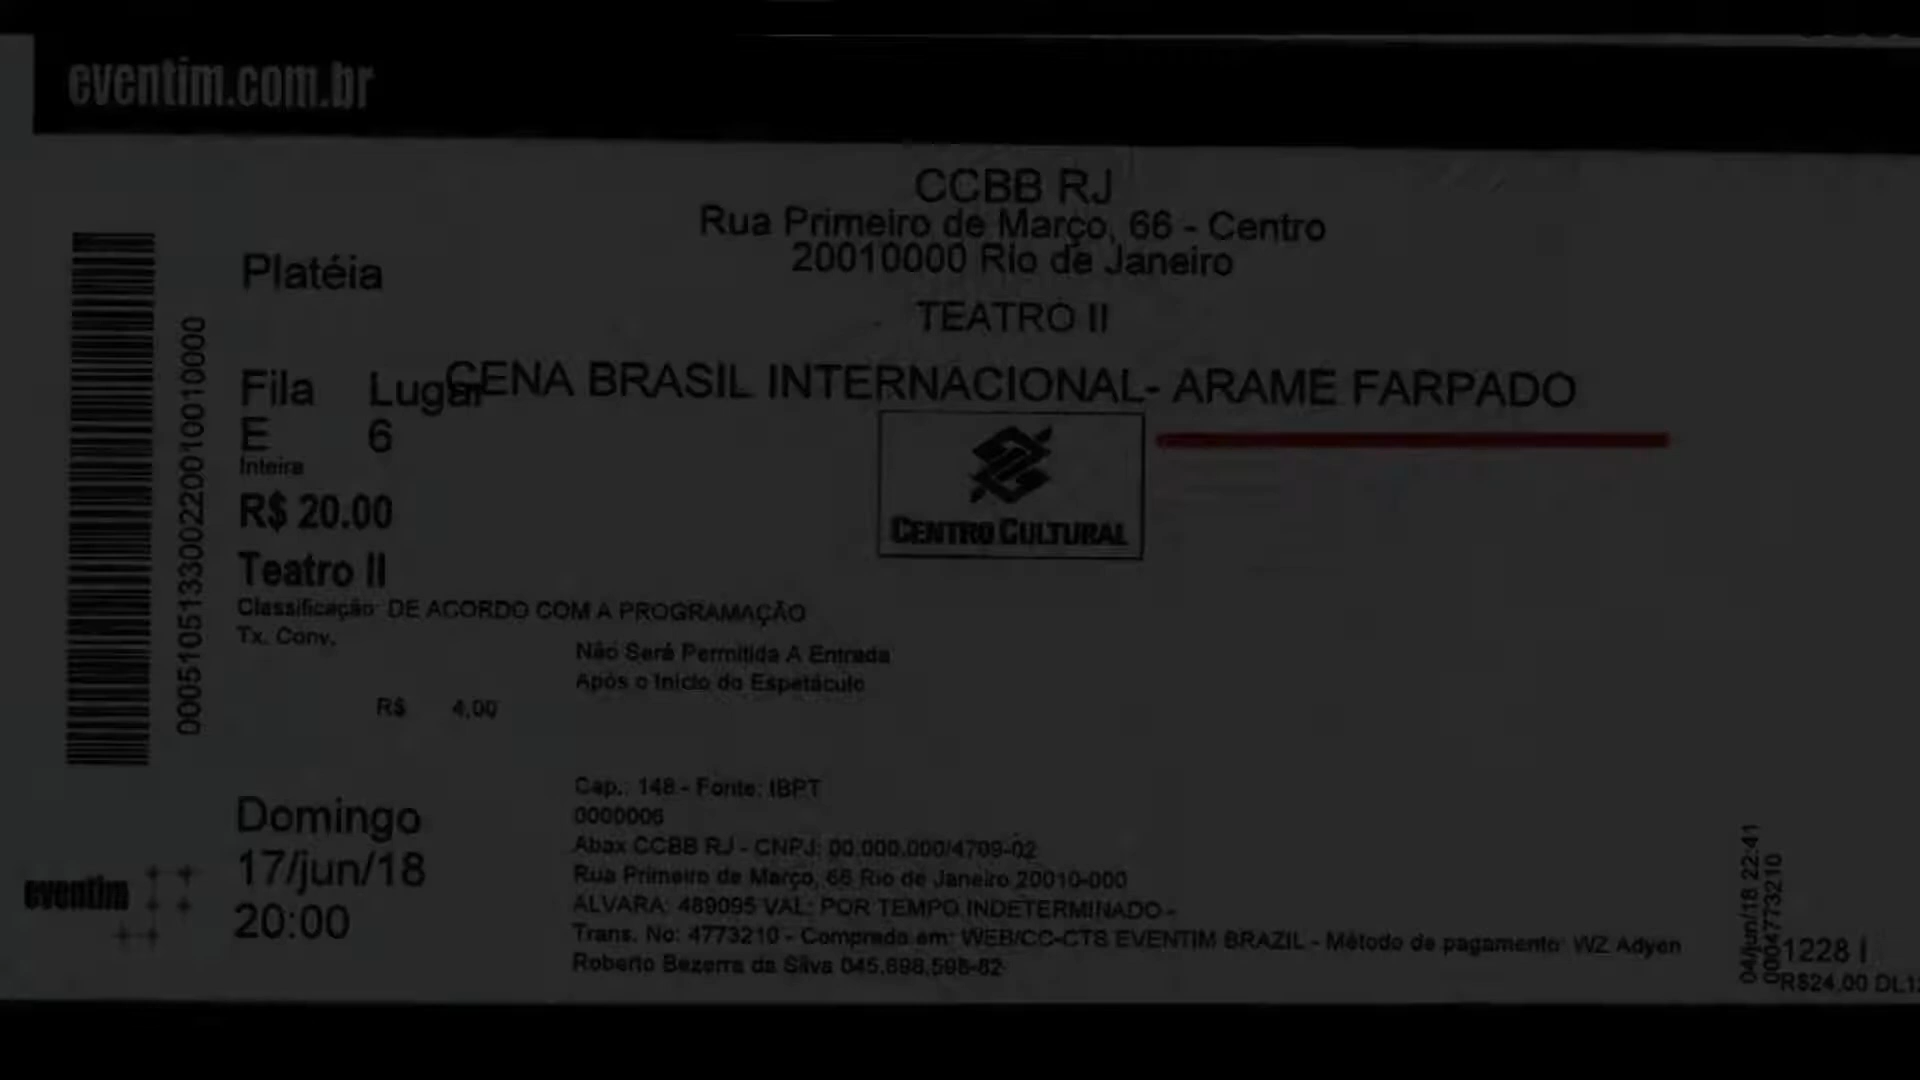 eventim.com.br
CCBB RJ
Rua Primeiro de Março, 66 - Centro
20010000 Rio de Janeiro
TEATRO II
CENA BRASIL INTERNACIONAL- ARAME FARPADO
CENTRO CULTURAL
000510513300220010010000
Platéia
Fila Lugar
E 6
Inteira
R$ 20.00
Teatro II
Classificação: DE ACORDO COM A PROGRAMAÇÃO
Tx. Conv.
R$ 4,00
Não Será Permitida A Entrada
Após o Início do Espetáculo
Domingo
17/jun/18
20:00
eventim
Cap.: 148 - Fonte: IBPT
0000006
Abax CCBB RJ - CNPJ: 00.000.000/4709-02
Rua Primeiro de Março, 66 Rio de Janeiro 20010-000
ALVARA: 489095 VAL: POR TEMPO INDETERMINADO -
Trans. No: 4773210 - Comprado em: WEB/CC-CTS EVENTIM BRAZIL - Método de pagamento: WZ Adyen
Roberto Bezerra da Silva 045.898.598-82
04/jun/18 22:41
0004773210
1228 I
R$24,00